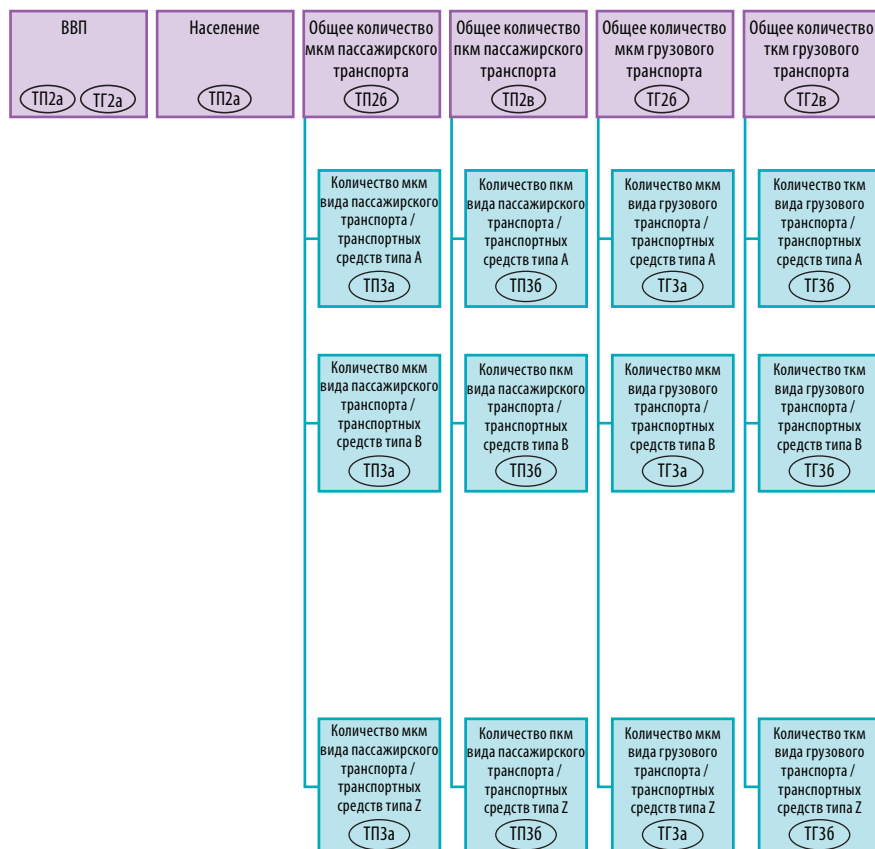 ВВП
ТП2а
ТГ2а
Население
ТП2а
Общее количество
мкм пассажирского
транспорта
ТП2б
Общее количество
пкм пассажирского
транспорта
ТП2в
Общее количество
мкм грузового
транспорта
ТГ2б
Общее количество
ткм грузового
транспорта
ТГ2в
Количество мкм
вида пассажирского
транспорта /
транспортных
средств типа A
ТП3а
Количество пкм
вида пассажирского
транспорта /
транспортных
средств типа A
ТП3б
Количество мкм
вида грузового
транспорта /
транспортных
средств типа A
ТГ3а
Количество ткм
вида грузового
транспорта /
транспортных
средств типа A
ТГ3б
Количество мкм
вида пассажирского
транспорта /
транспортных
средств типа B
ТП3а
Количество пкм
вида пассажирского
транспорта /
транспортных
средств типа B
ТП3б
Количество мкм
вида грузового
транспорта /
транспортных
средств типа B
ТГ3а
Количество ткм
вида грузового
транспорта /
транспортных
средств типа B
ТГ3б
Количество мкм
вида пассажирского
транспорта /
транспортных
средств типа Z
ТП3а
Количество пкм
вида пассажирского
транспорта /
транспортных
средств типа Z
ТП3б
Количество мкм
вида грузового
транспорта /
транспортных
средств типа Z
ТГ3а
Количество ткм
вида грузового
транспорта /
транспортных
средств типа Z
ТГ3б